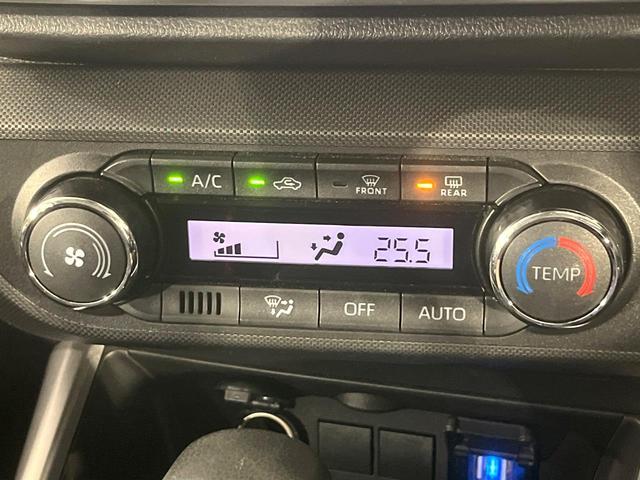 A/C
FRONT
REAR
25.5
TEMP
OFF
AUTO